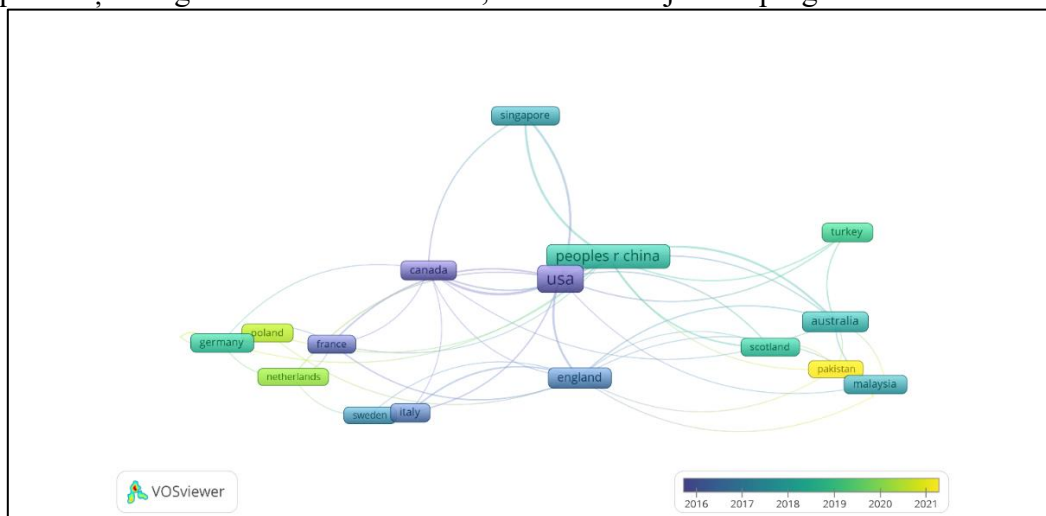 singapore
turkey
peoples r china
canada
usa
australia
poland
germany
france
scotland
pakistan
netherlands
england
malaysia
sweden
italy
VOSviewer
2016 2017 2018 2019 2020 2021